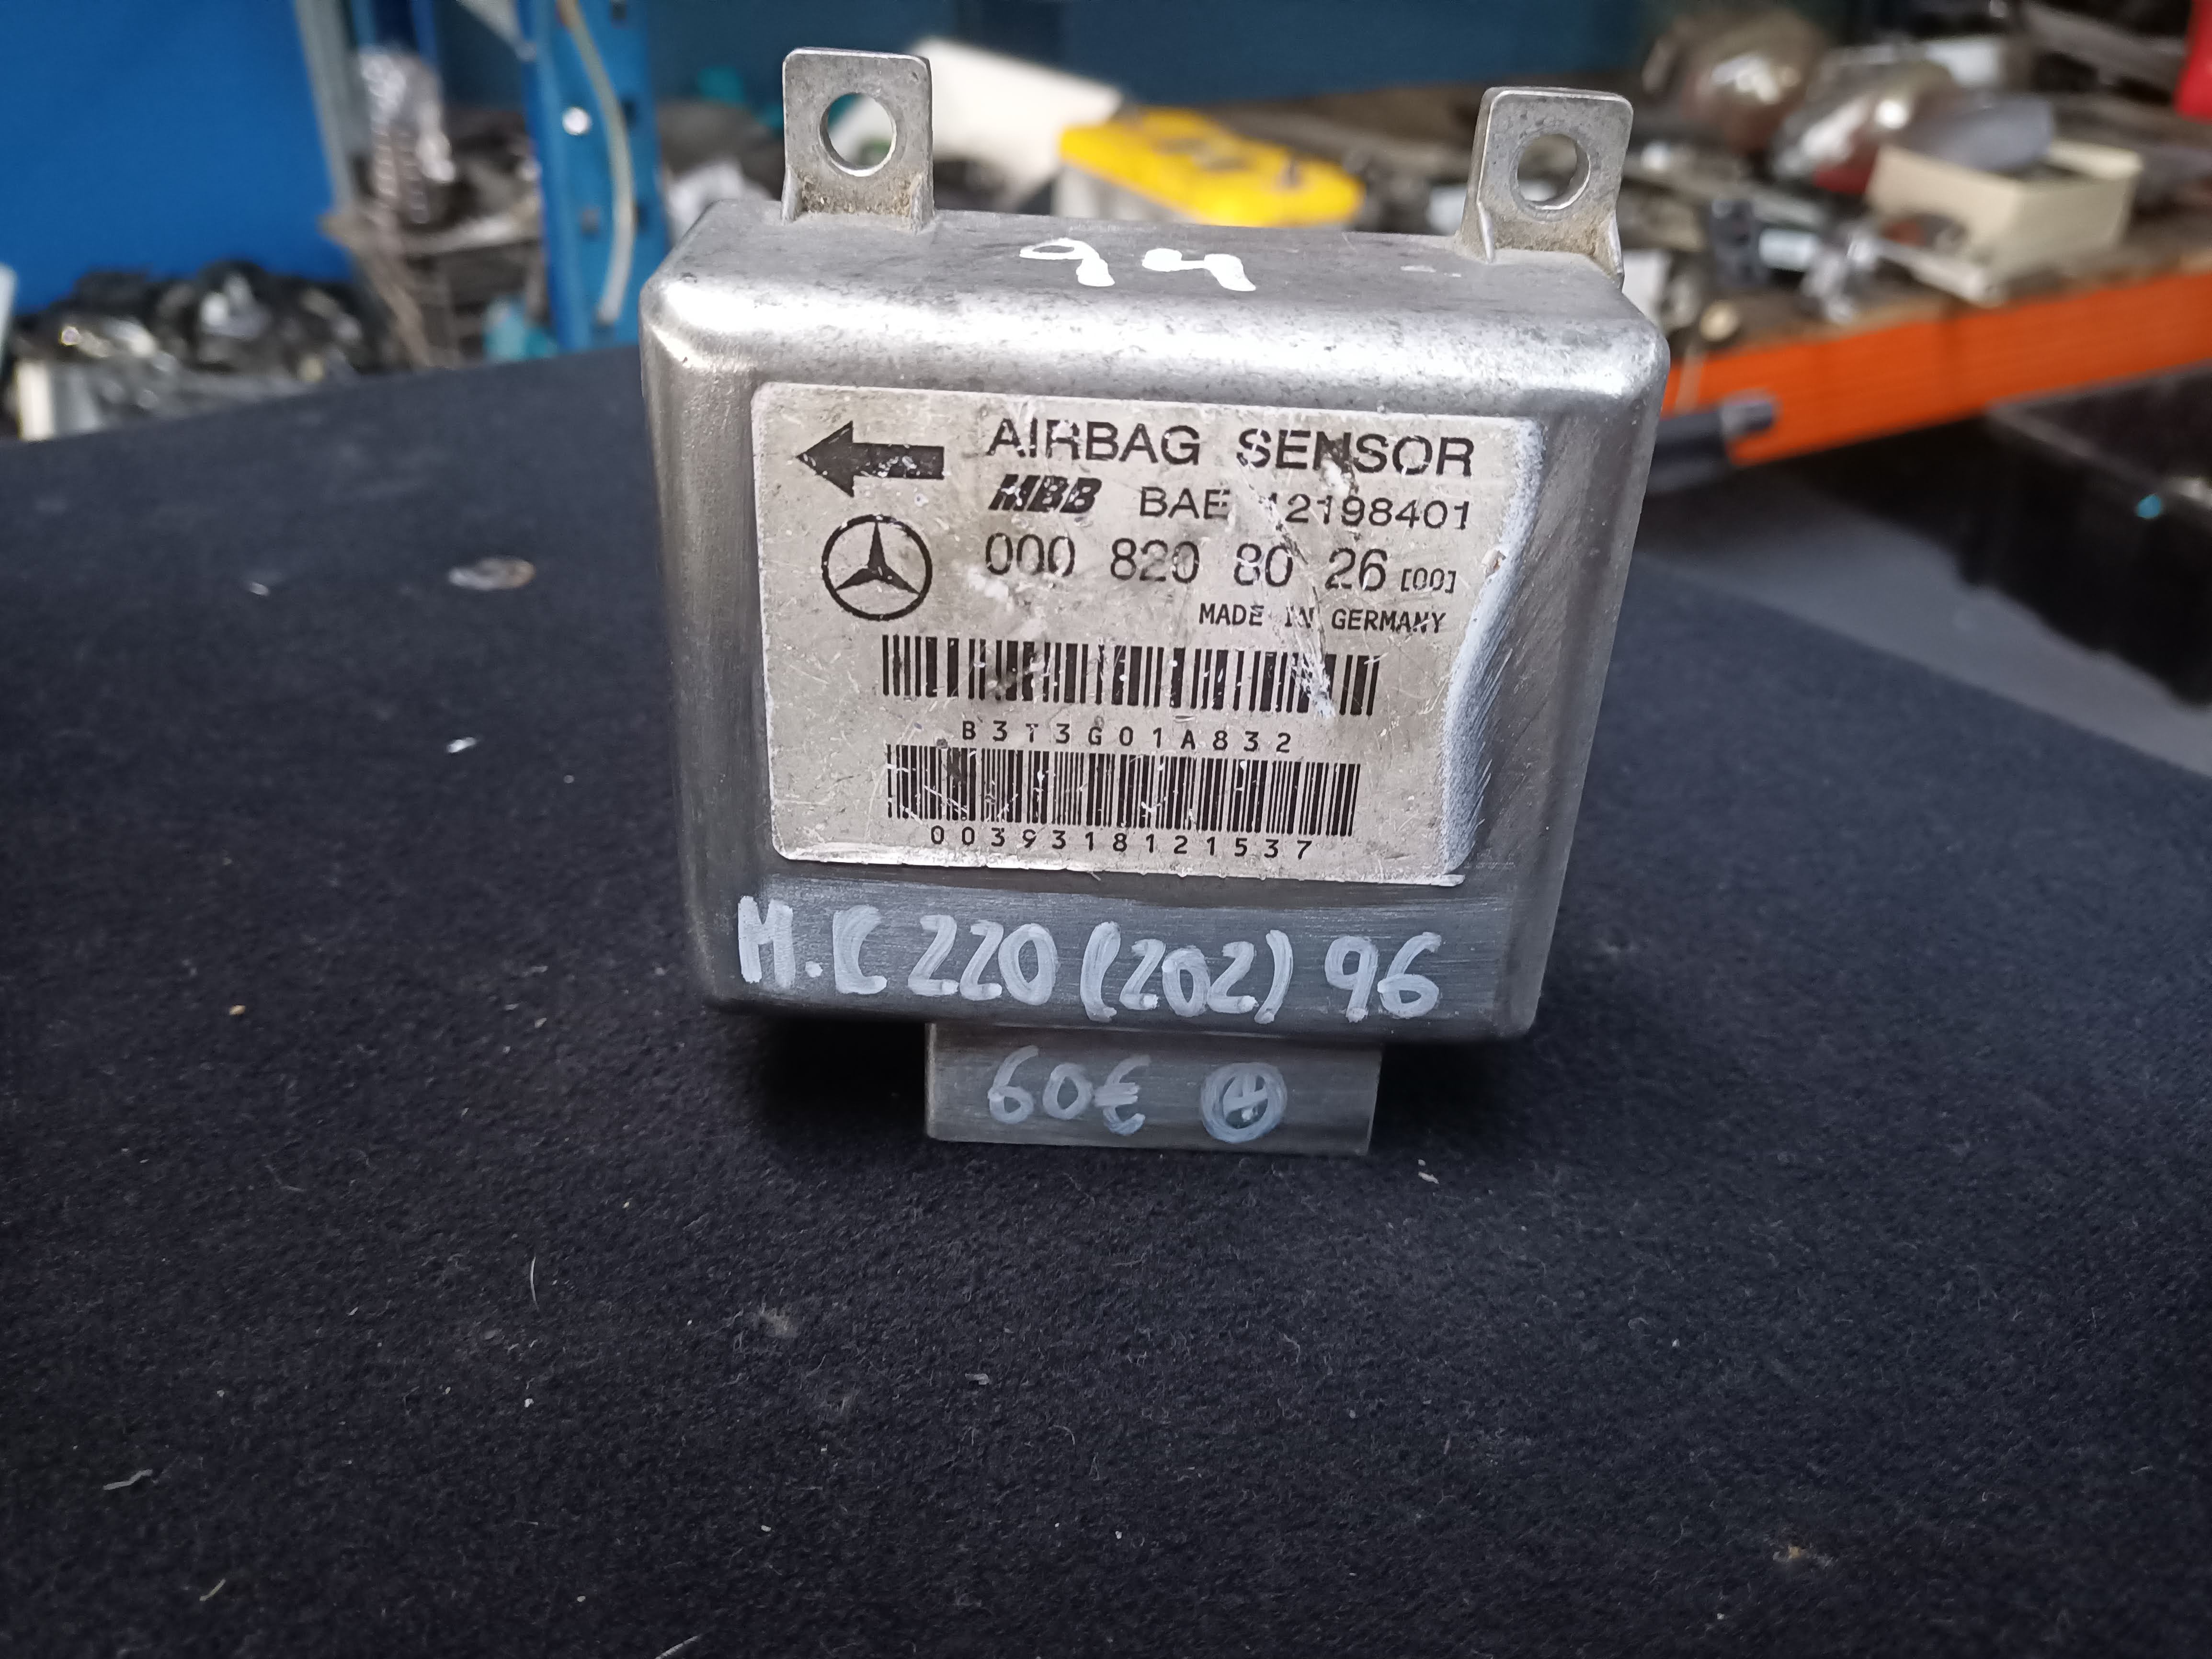 94
AIRBAG SENSOR
MBB BAE 12198401
000 820 80 26 [00]
MADE IN GERMANY
B3T3G01A832
0039318121537
M.C 220 (202) 96
60€